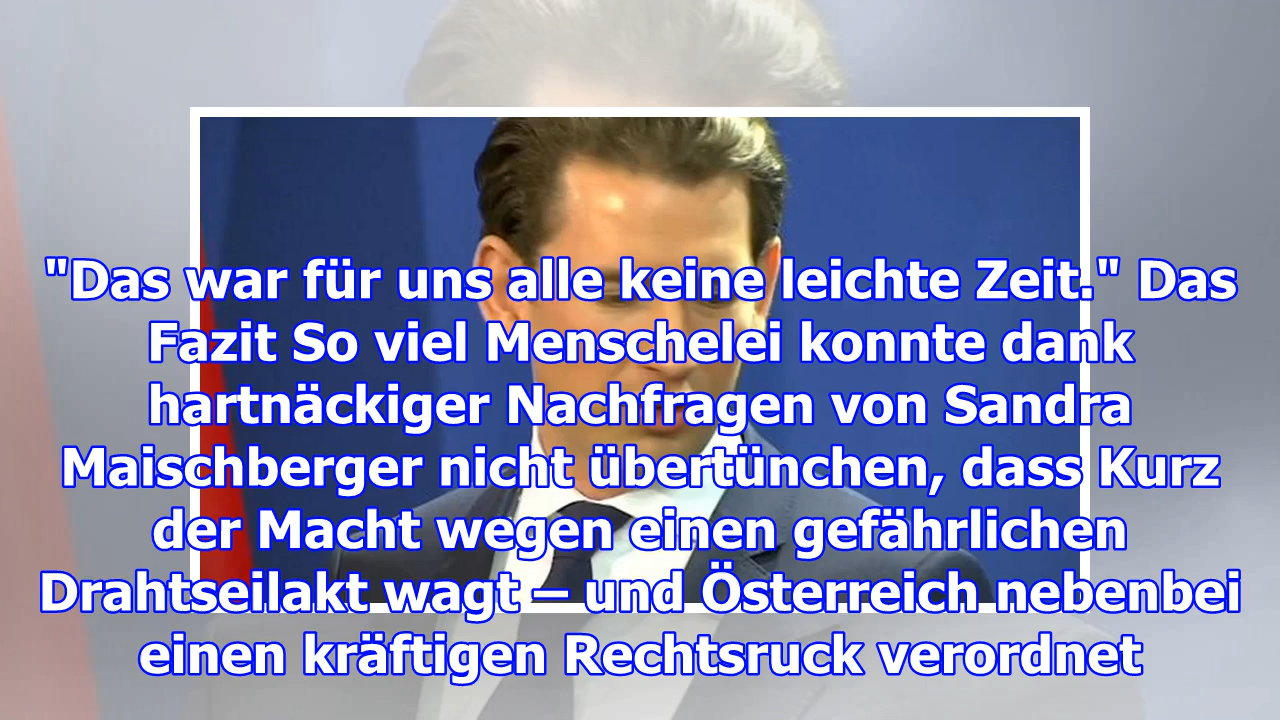 "Das war für uns alle keine leichte Zeit." Das
Fazit So viel Menschelei konnte dank
hartnäckiger Nachfragen von Sandra
Maischberger nicht übertünchen, dass Kurz
der Macht wegen einen gefährlichen
Drahtseilakt wagt – und Österreich nebenbei
einen kräftigen Rechtsruck verordnet